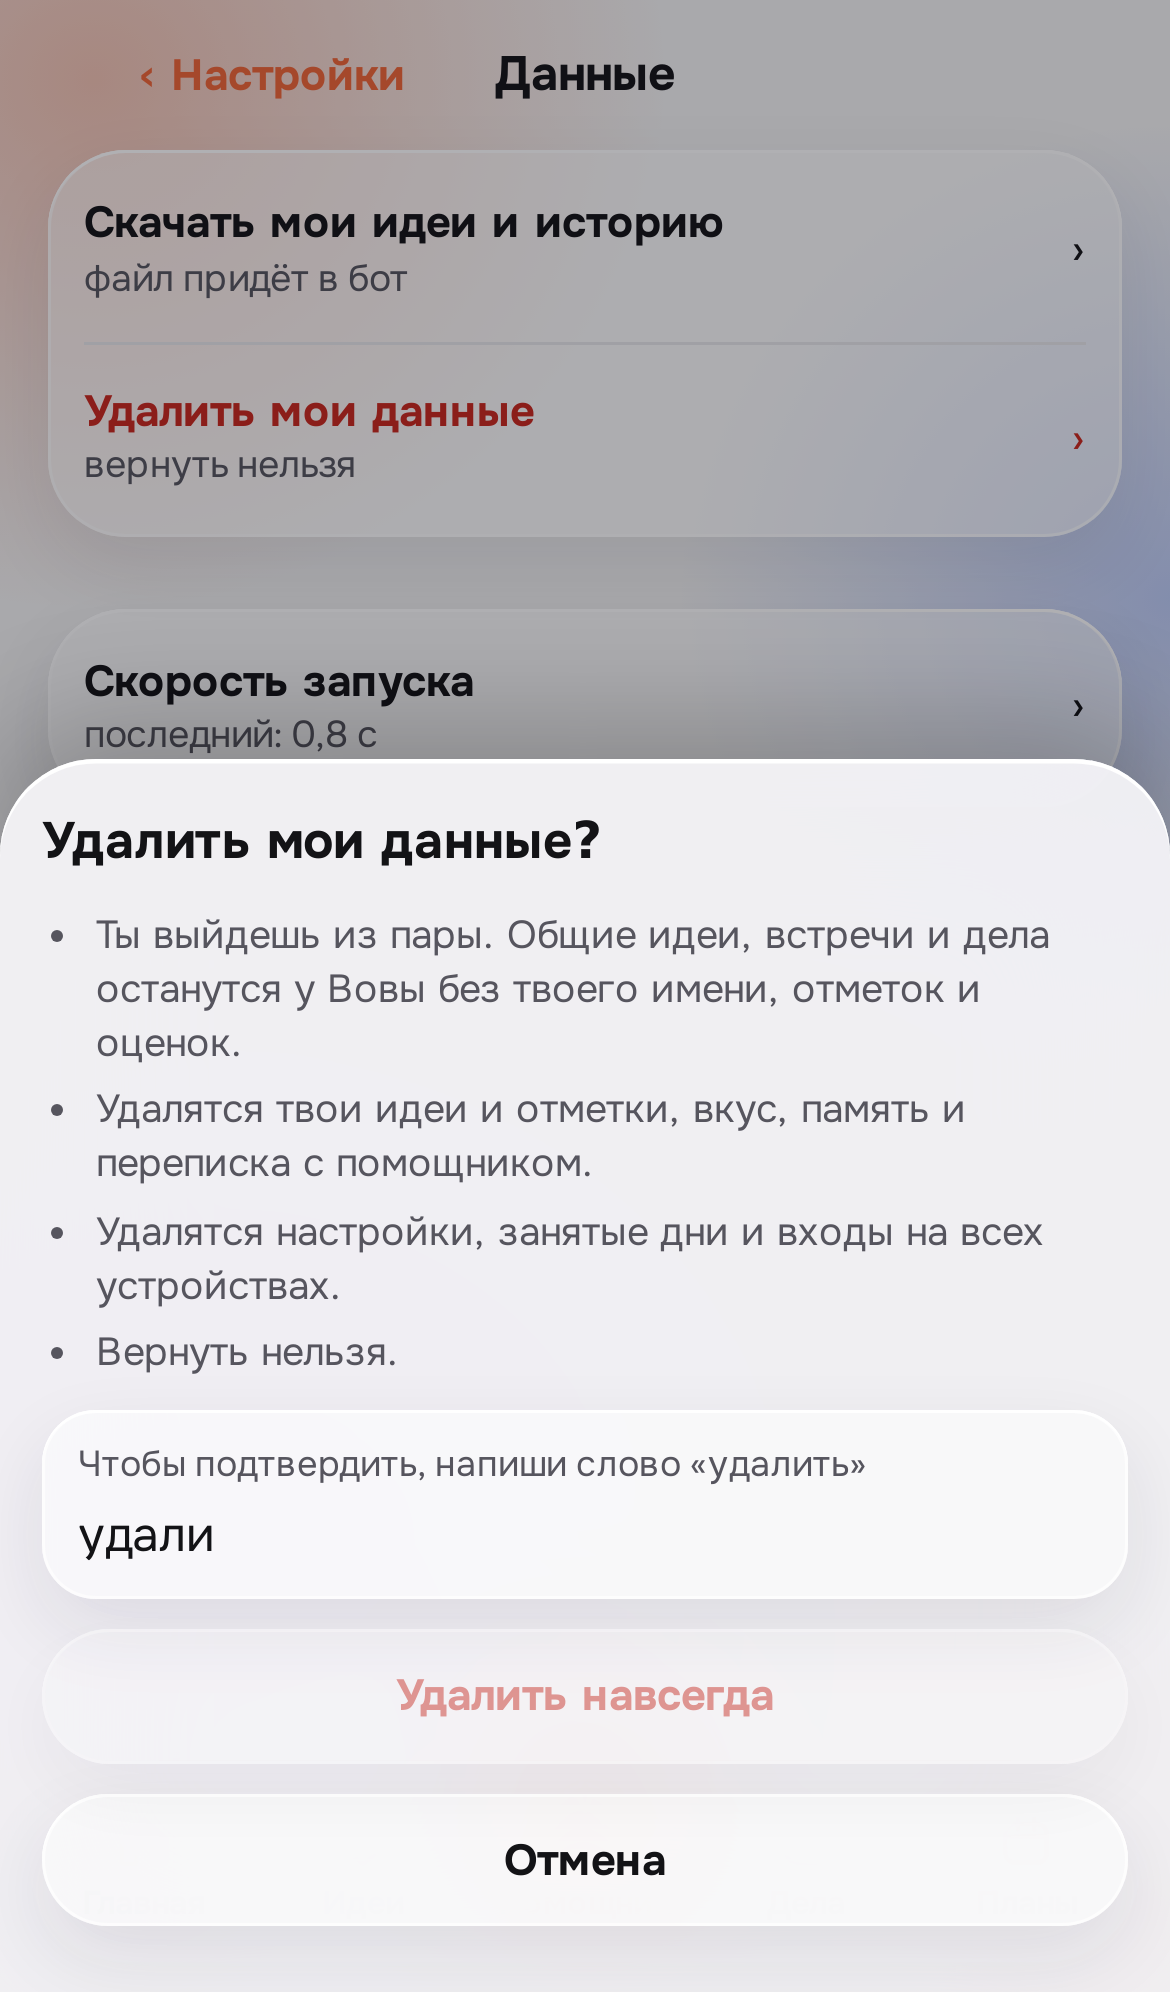 ‹ Настройки
Данные
Скачать мои идеи и историю
файл придёт в бот
›
Удалить мои данные
вернуть нельзя
›
Скорость запуска
последний: 0,8 с
›
Удалить мои данные?
• Ты выйдешь из пары. Общие идеи, встречи и дела
останутся у Вовы без твоего имени, отметок и
оценок.
• Удалятся твои идеи и отметки, вкус, память и
переписка с помощником.
• Удалятся настройки, занятые дни и входы на всех
устройствах.
• Вернуть нельзя.
Чтобы подтвердить, напиши слово «удалить»
удали
Удалить навсегда
Отмена